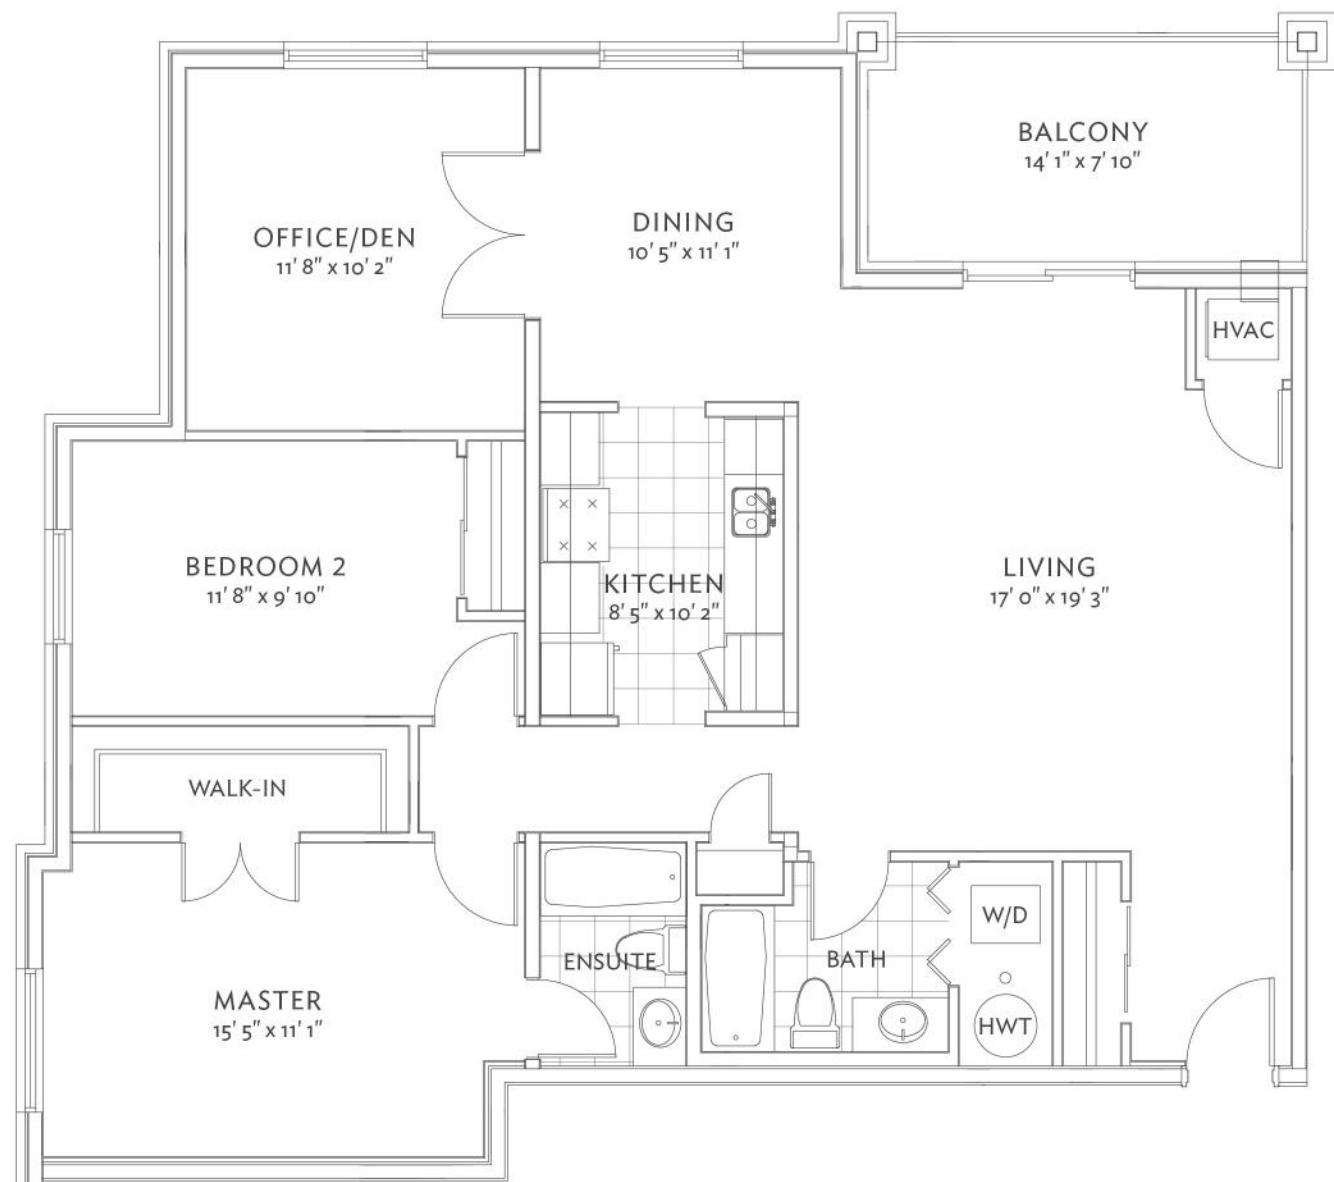 BALCONY
14' 1" x 7' 10"
OFFICE/DEN
11' 8" x 10' 2"
DINING
10' 5" x 11' 1"
HVAC
BEDROOM 2
11' 8" x 9' 10"
KITCHEN
8' 5" x 10' 2"
LIVING
17' 0" x 19' 3"
WALK-IN
W/D
ENSUITE
BATH
MASTER
15' 5" x 11' 1"
HWT